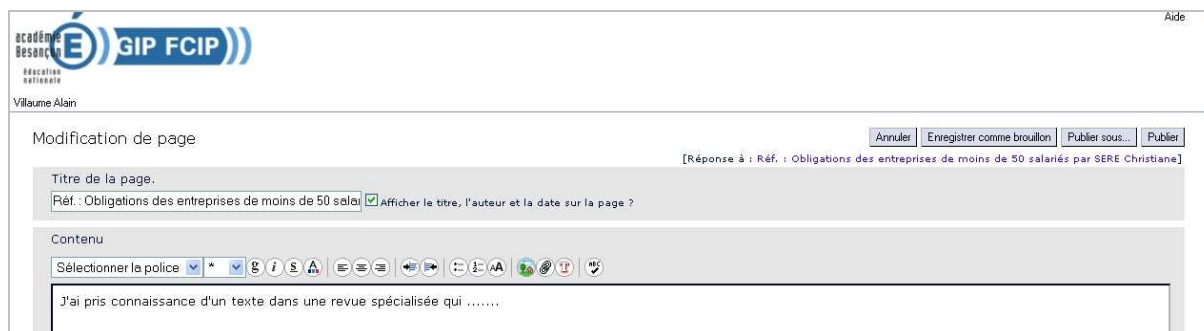 Aide
académie
Besançon
É
GIP FCIP
éducation
nationale
Villaume Alain
Modification de page
Annuler Enregistrer comme brouillon Publier sous... Publier
[Réponse à : Réf. : Obligations des entreprises de moins de 50 salariés par SERE Christiane]
Titre de la page.
Réf. : Obligations des entreprises de moins de 50 salar Afficher le titre, l'auteur et la date sur la page ?
Contenu
Sélectionner la police * g i s A AA T ABC
J'ai pris connaissance d'un texte dans une revue spécialisée qui .......